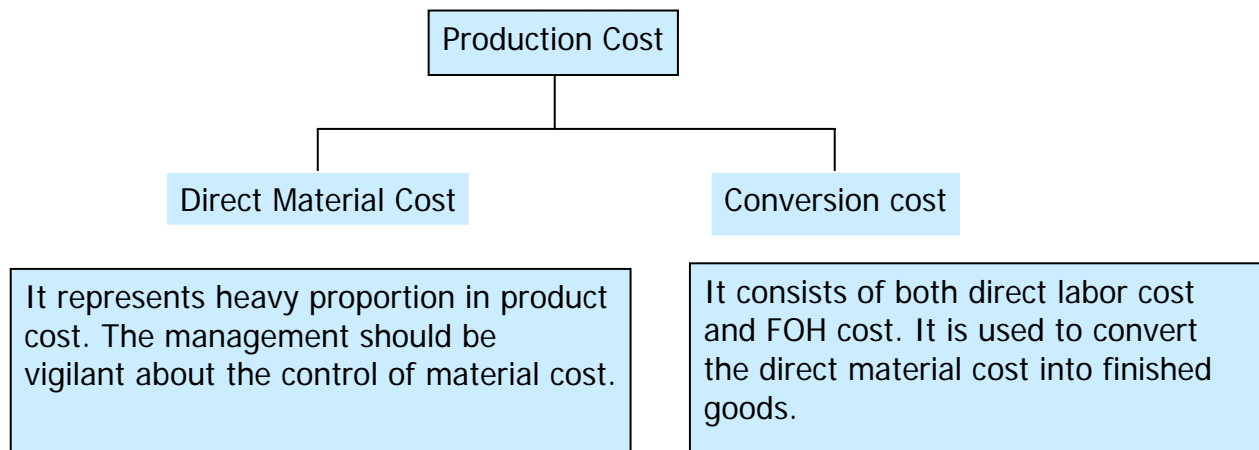 Production Cost
Direct Material Cost
Conversion cost
It represents heavy proportion in product
cost. The management should be
vigilant about the control of material cost.
It consists of both direct labor cost
and FOH cost. It is used to convert
the direct material cost into finished
goods.